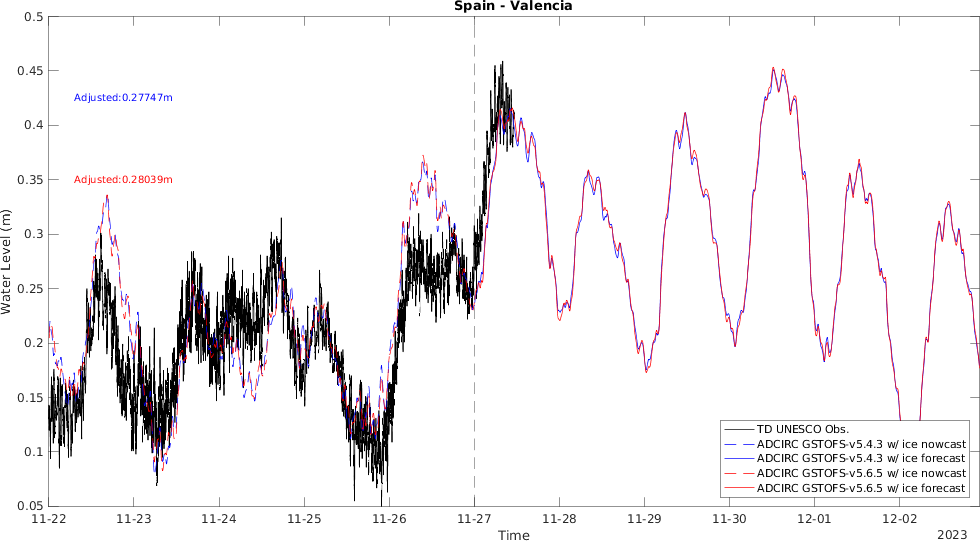 Spain - Valencia
0.5
0.45
0.4
0.35
0.3
0.25
0.2
0.15
0.1
0.05
Water Level (m)
Adjusted:0.27747m
Adjusted:0.28039m
TD UNESCO Obs.
ADCIRC GSTOFS-v5.4.3 w/ ice nowcast
ADCIRC GSTOFS-v5.4.3 w/ ice forecast
ADCIRC GSTOFS-v5.6.5 w/ ice nowcast
ADCIRC GSTOFS-v5.6.5 w/ ice forecast
11-22 11-23 11-24 11-25 11-26 11-27 11-28 11-29 11-30 12-01 12-02
Time
2023